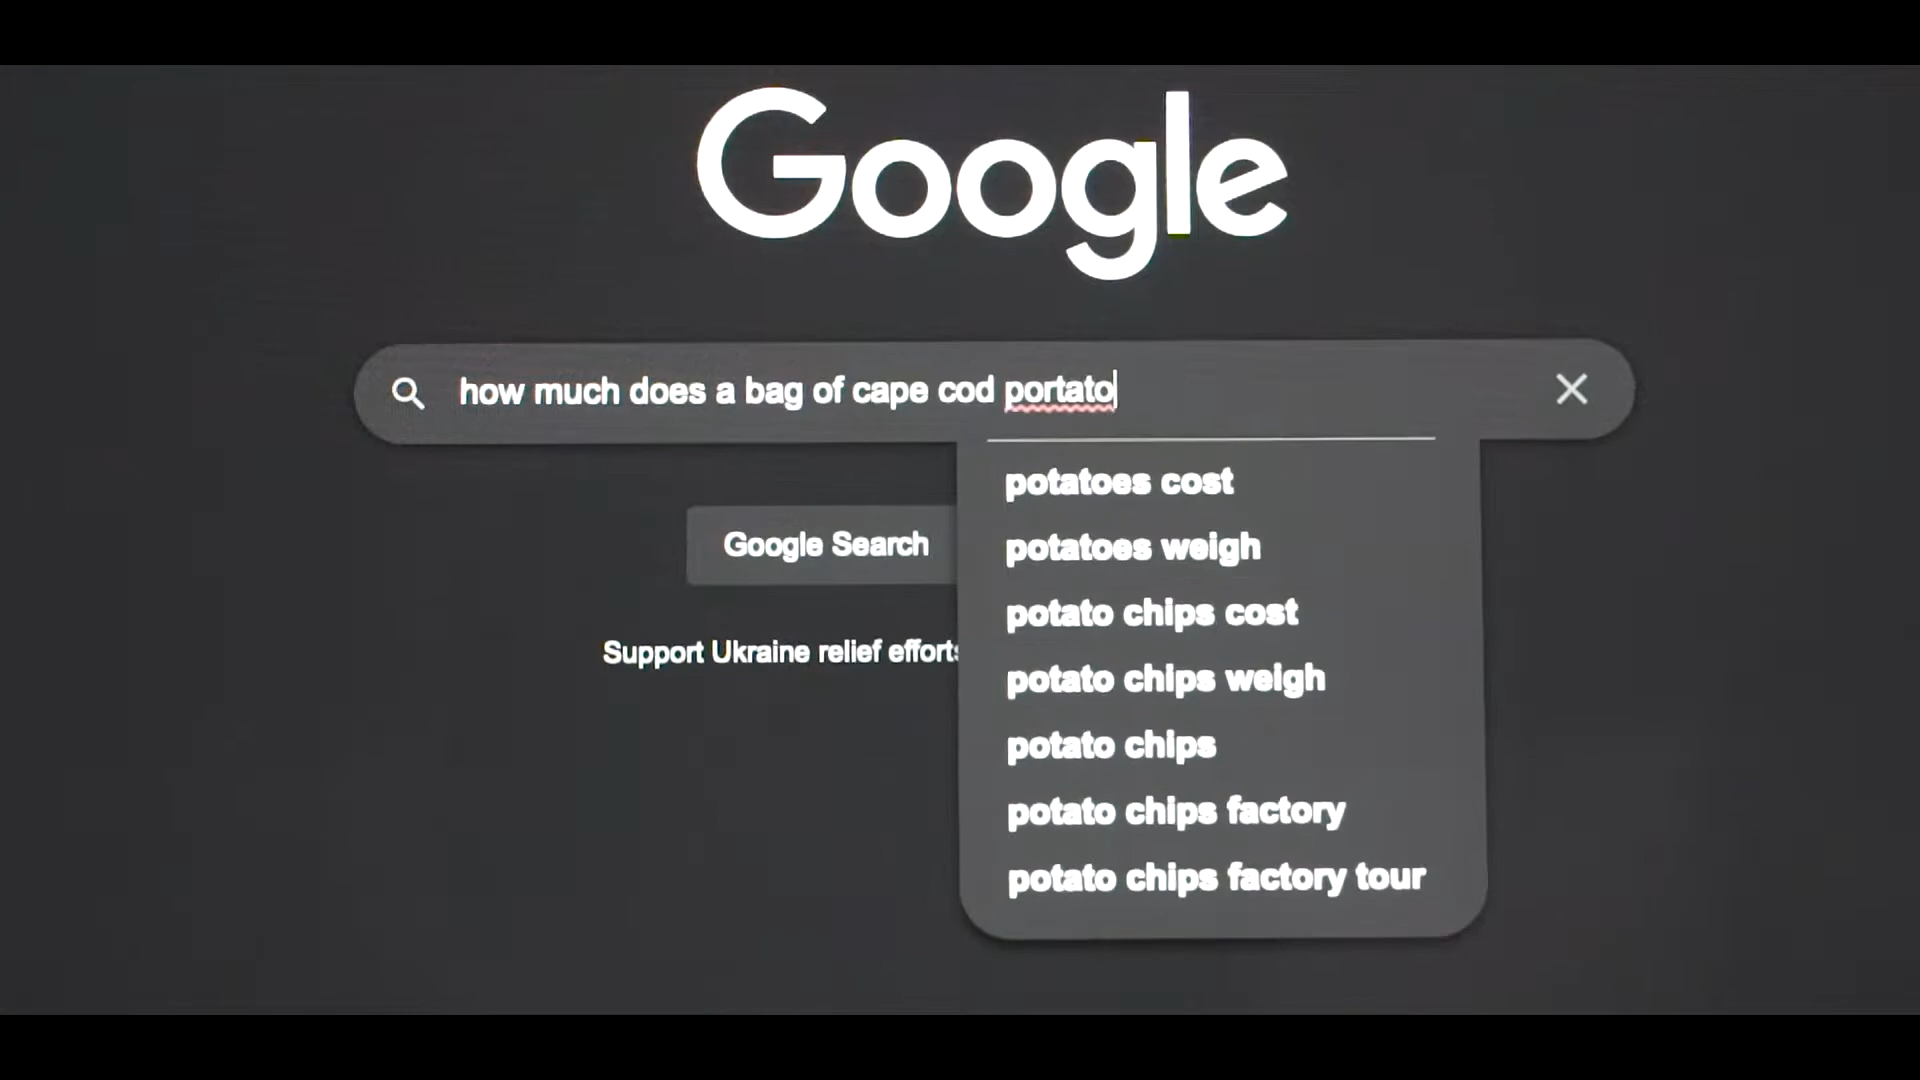 Google
how much does a bag of cape cod portato
potatoes cost
potatoes weigh
potato chips cost
potato chips weigh
potato chips
potato chips factory
potato chips factory tour
Google Search
Support Ukraine relief efforts